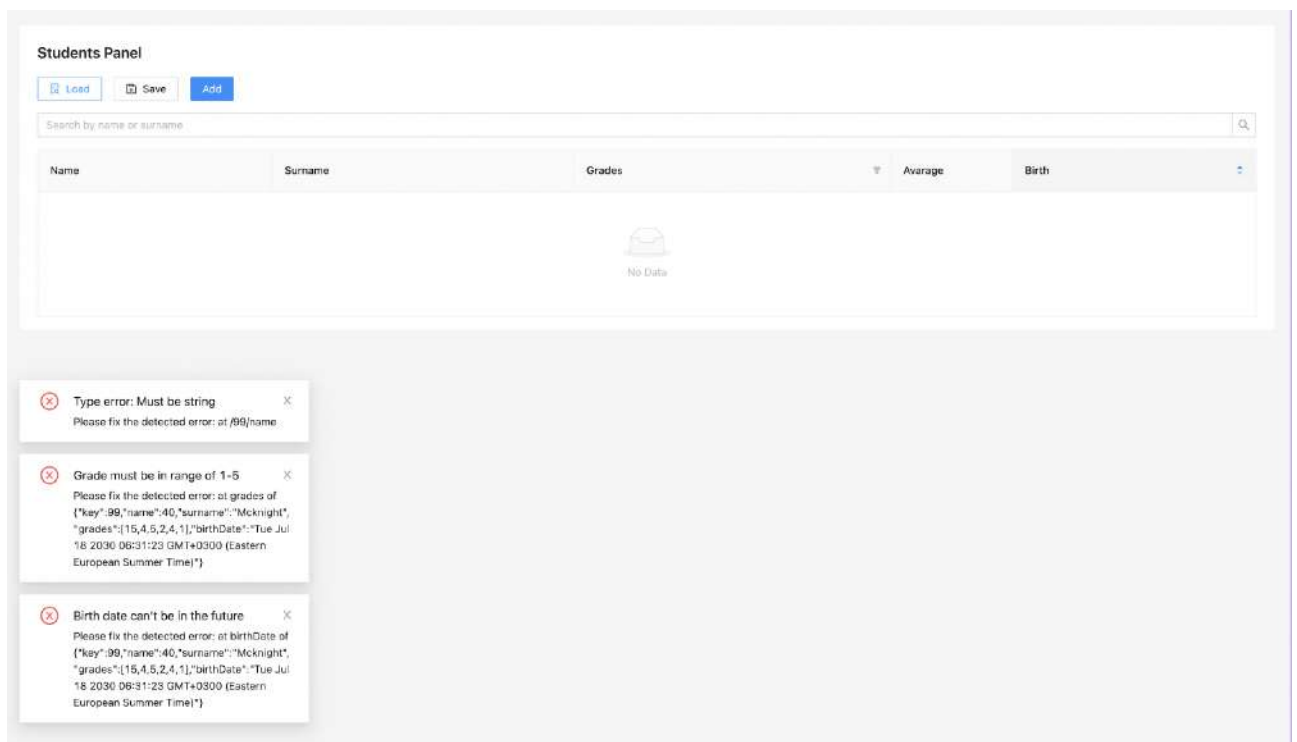 Students Panel
Load Save Add
Search by name or surname
Name Surname Grades Avarage Birth
No Data
Type error: Must be string
Please fix the detected error: at /99/name
Grade must be in range of 1-5
Please fix the detected error: at grades of
{"key":99,"name":40,"surname":"Mcknight",
"grades":[15,4,5,2,4,1],"birthDate":"Tue Jul
18 2030 06:31:23 GMT+0300 (Eastern
European Summer Time)"}
Birth date can't be in the future
Please fix the detected error: at birthDate of
{"key":99,"name":40,"surname":"Mcknight",
"grades":[15,4,5,2,4,1],"birthDate":"Tue Jul
18 2030 06:31:23 GMT+0300 (Eastern
European Summer Time)"}